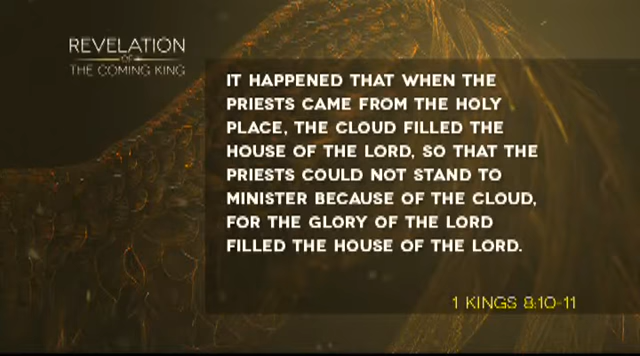 REVELATION
OF
THE COMING KING
IT HAPPENED THAT WHEN THE
PRIESTS CAME FROM THE HOLY
PLACE, THE CLOUD FILLED THE
HOUSE OF THE LORD, SO THAT THE
PRIESTS COULD NOT STAND TO
MINISTER BECAUSE OF THE CLOUD,
FOR THE GLORY OF THE LORD
FILLED THE HOUSE OF THE LORD.
1 KINGS 8:10-11